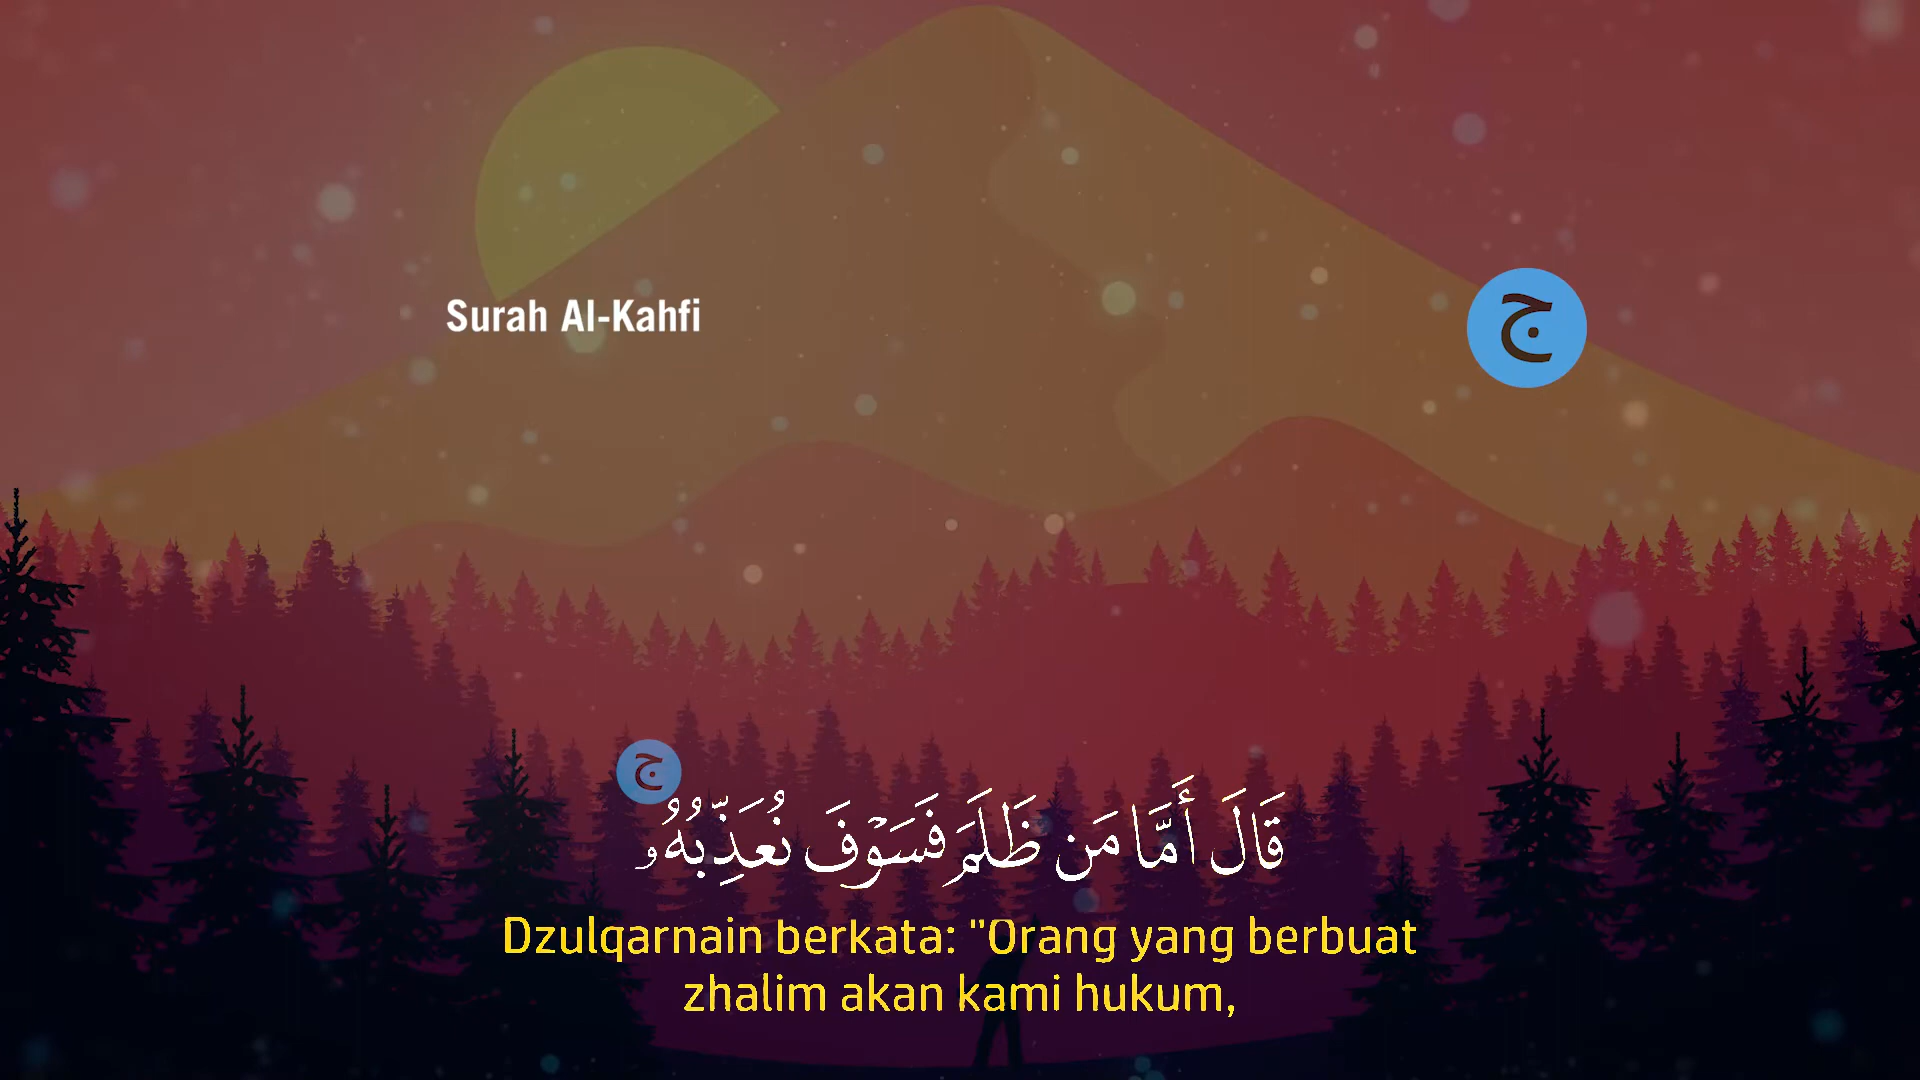 Surah Al-Kahfi
ج
ج
قَالَ أَمَّا مَن ظَلَمَ فَسَوْفَ نُعَذِّبُهُۥ
Dzulqarnain berkata: "Orang yang berbuat
zhalim akan kami hukum,